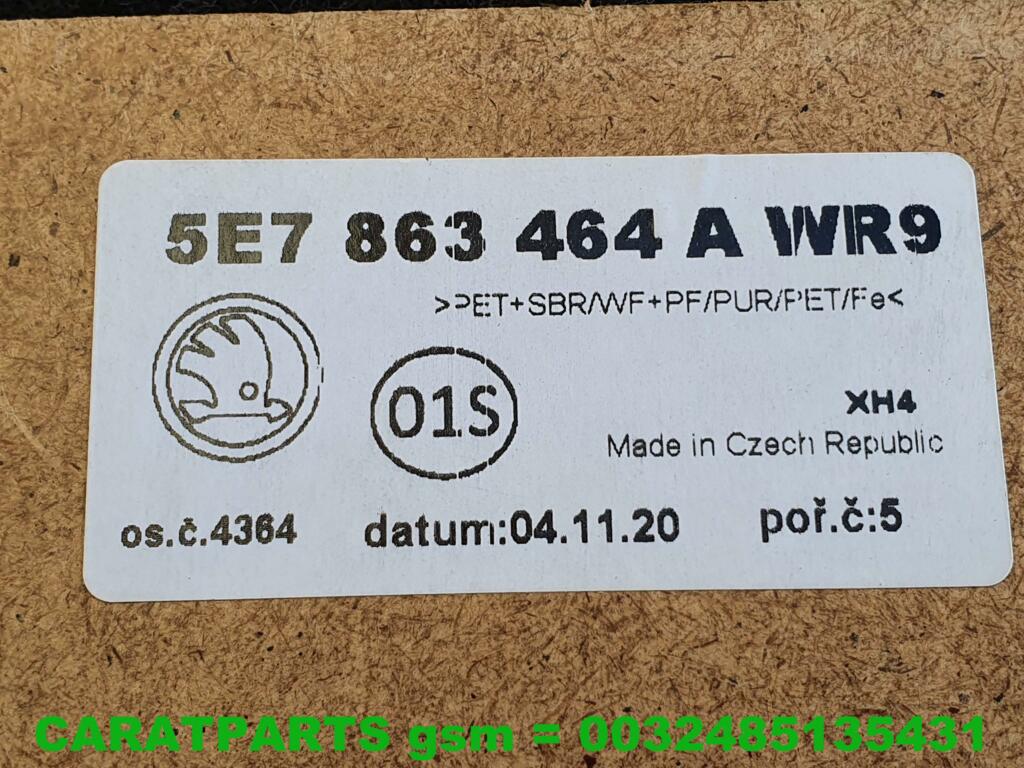 5E7 863 464 A WR9
>PET+SBR/WF+PF/PUR/PET/Fe<
01S
XH4
Made in Czech Republic
os.č.4364 datum:04.11.20 poř.č:5
CARATPARTS gsm = 0032485135431